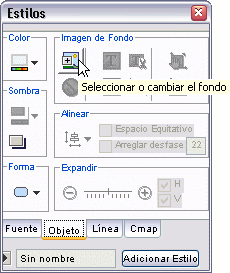 Estilos
Color
Imagen de Fondo
Seleccionar o cambiar el fondo
Sombra
Alinear
Espacio Equitativo
Arreglar desfase 22
Forma
Expandir
H
V
Fuente Objeto Línea Cmap
Sin nombre Adicionar Estilo